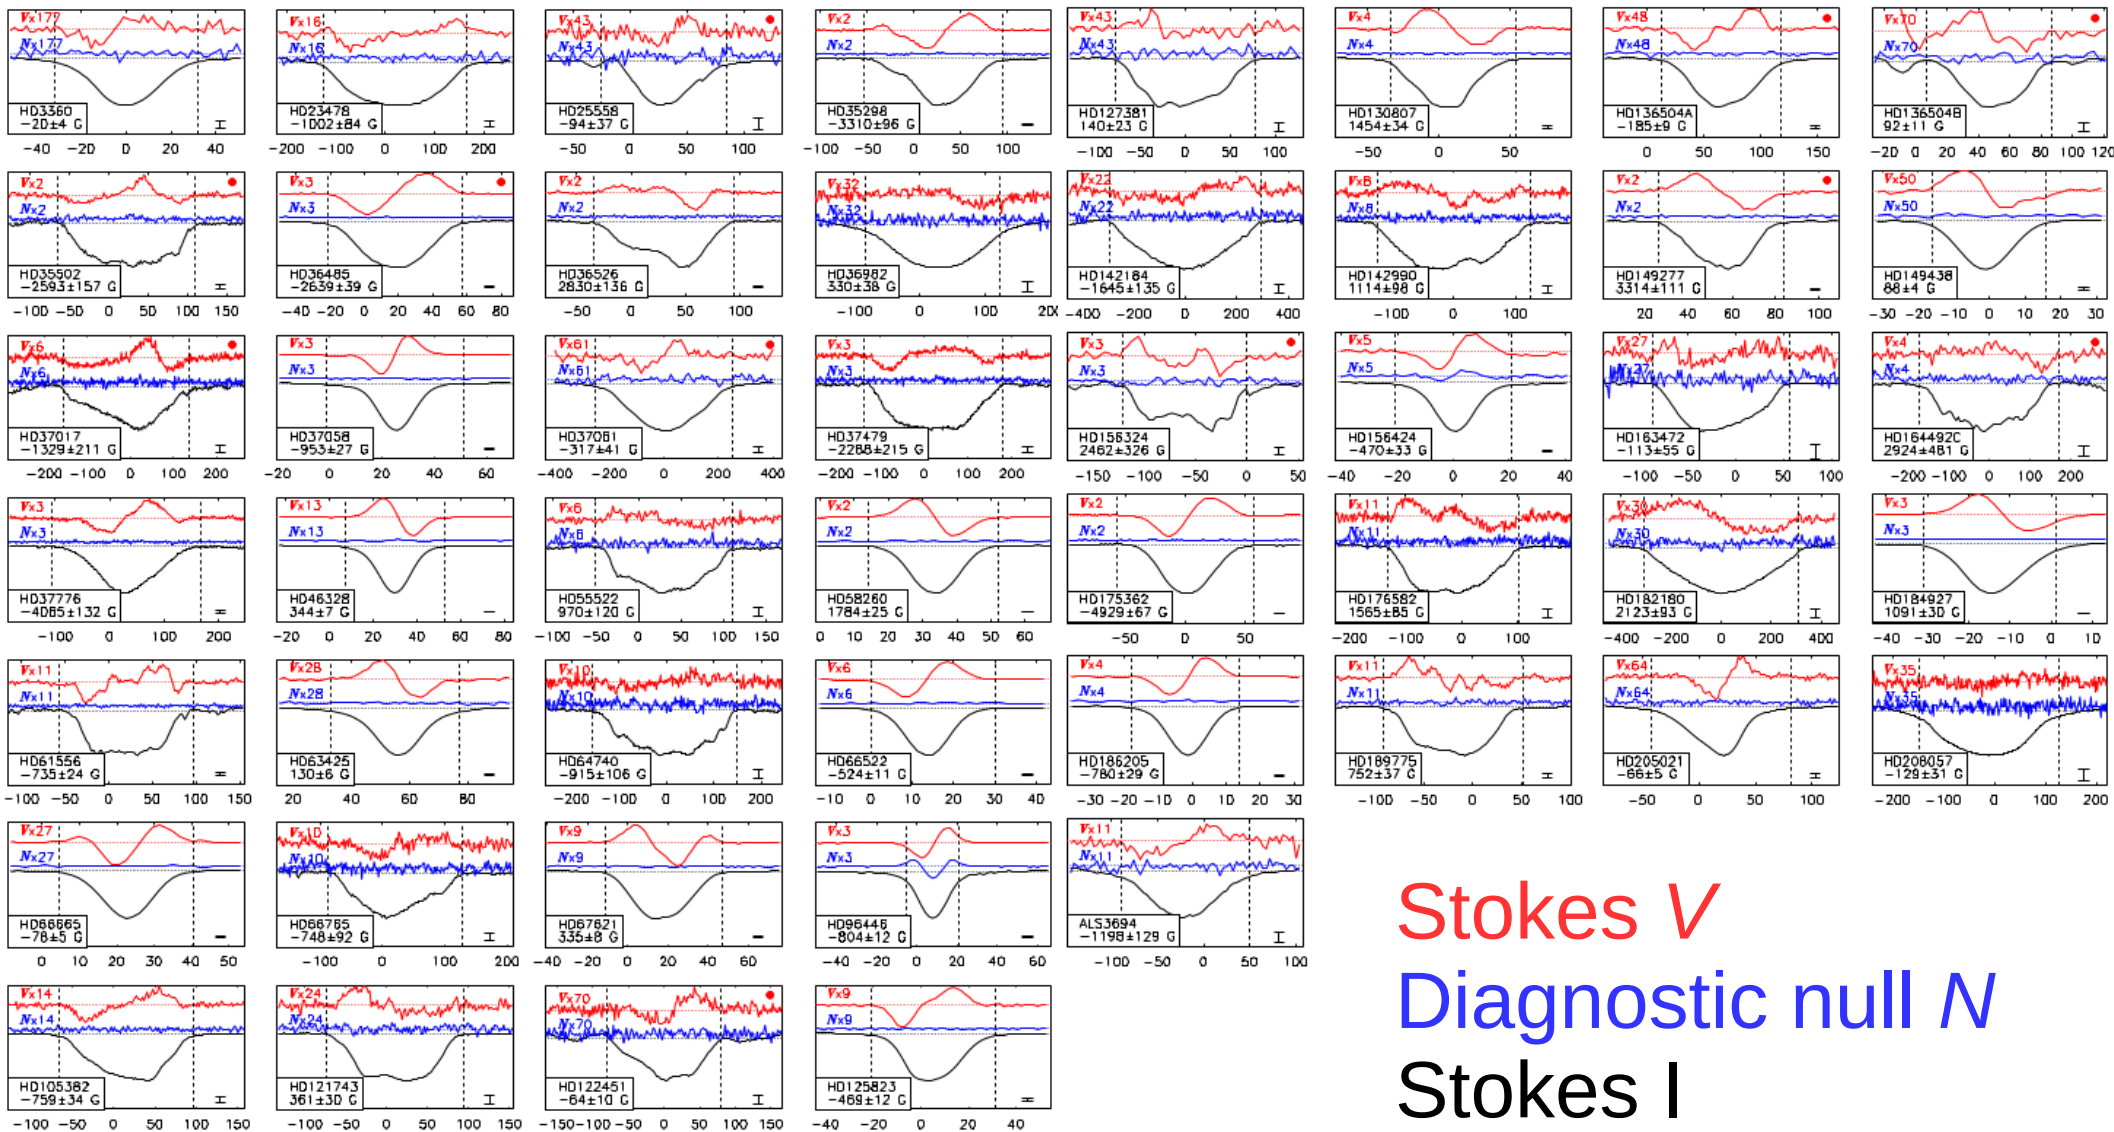 V×177
N×177
HD3360
-20±4 G
-40 -20 0 20 40
V×16
N×16
HD23478
-1002±84 G
-200 -100 0 100 200
V×43
N×43
HD25558
-94±37 G
-50 0 50 100
V×2
N×2
HD35298
-3310±96 G
-100 -50 0 50 100
V×43
N×43
HD127381
140±23 G
-100 -50 0 50 100
V×4
N×4
HD130807
1454±34 G
-50 0 50
V×48
N×48
HD136504A
-185±9 G
-50 0 50 100 150
V×70
N×70
HD136504B
92±11 G
-20 0 20 40 60 80 100 120
V×2
N×2
HD35502
-2593±157 G
-100 -50 0 50 100 150
V×3
N×3
HD36485
-2639±39 G
-40 -20 0 20 40 60 80
V×2
N×2
HD36526
2830±136 G
-50 0 50 100
V×32
N×32
HD36982
330±38 G
-100 0 100
V×22
N×22
HD142184
-1645±135 G
-400 -200 0 200 400
V×8
N×8
HD142990
1114±98 G
-100 0 100
V×2
N×2
HD149277
3314±111 G
20 40 60 80 100
V×50
N×50
HD149438
88±4 G
-30 -20 -10 0 10 20 30
V×6
N×6
HD37017
-1329±211 G
-200 -100 0 100 200
V×3
N×3
HD37058
-953±27 G
-20 0 20 40 60
V×61
N×61
HD37061
-317±41 G
-400 -200 0 200 400
V×3
N×3
HD37479
-2288±215 G
-200 -100 0 100 200
V×3
N×3
HD156324
2462±326 G
-150 -100 -50 0 50
V×5
N×5
HD156424
-470±33 G
-40 -20 0 20 40
V×27
N×27
HD163472
-113±55 G
-100 -50 0 50 100
V×4
N×4
HD164492C
2924±481 G
-200 -100 0 100 200
V×3
N×3
HD37776
-4085±132 G
-100 0 100 200
V×13
N×13
HD46328
344±7 G
-20 0 20 40 60 80
V×6
N×6
HD55522
970±120 G
-100 -50 0 50 100 150
V×2
N×2
HD58260
1784±25 G
0 20 40 60
V×2
N×2
HD175362
-4929±67 G
-50 0 50
V×11
N×11
HD176582
1565±85 G
-200 -100 0 100
V×30
N×30
HD182180
2123±93 G
-400 -200 0 200 400
V×3
N×3
HD184927
1091±30 G
-40 -30 -20 -10 0 10
V×11
N×11
HD61556
-735±24 G
-100 -50 0 50 100 150
V×28
N×28
HD63425
130±6 G
20 40 60 80
V×10
N×10
HD64740
-915±106 G
-200 -100 0 100 200
V×6
N×6
HD66522
-524±11 G
-10 0 10 20 30 40
V×4
N×4
HD186205
-780±29 G
-30 -20 -10 0 10 20 30
V×11
N×11
HD189775
752±37 G
-100 -50 0 50 100
V×64
N×64
HD205021
-66±5 G
-50 0 50 100
V×35
N×35
HD208057
-129±31 G
-200 -100 0 100 200
V×27
N×27
HD66665
-78±5 G
0 10 20 30 40 50
V×10
N×10
HD66765
-748±92 G
-100 0 100 200
V×9
N×9
HD67621
335±8 G
-40 -20 0 20 40 60
V×3
N×3
HD96446
-804±12 G
-40 -20 0 20 40 60
V×11
N×11
ALS3694
-1198±129 G
-100 -50 0 50 100
V×14
N×14
HD105382
-759±34 G
-100 -50 0 50 100 150
V×24
N×24
HD121743
361±30 G
-100 -50 0 50 100 150
V×70
N×70
HD122451
-64±10 G
-150 -100 -50 0 50 100 150
V×9
N×9
HD125823
-469±12 G
-40 -20 0 20 40
Stokes V
Diagnostic null N
Stokes I